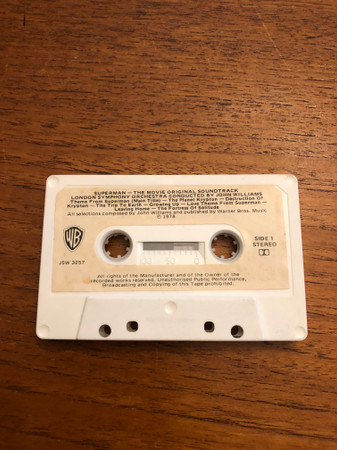 SUPERMAN — THE MOVIE ORIGINAL SOUNDTRACK
LONDON SYMPHONY ORCHESTRA CONDUCTED BY JOHN WILLIAMS
Theme From Superman (Main Title) — The Planet Krypton — Destruction Of
Krypton — The Trip To Earth — Growing Up — Love Theme From Superman —
Leaving Home — The Fortress Of Solitude
All selections composed by John Williams and published by Warner Bros. Music.
© 1978
WB
JSW 3257
SIDE 1
STEREO
All rights of the Manufacturer and of the Owner of the
recorded works reserved. Unauthorised Public Performance,
Broadcasting and Copying of this Tape prohibited.